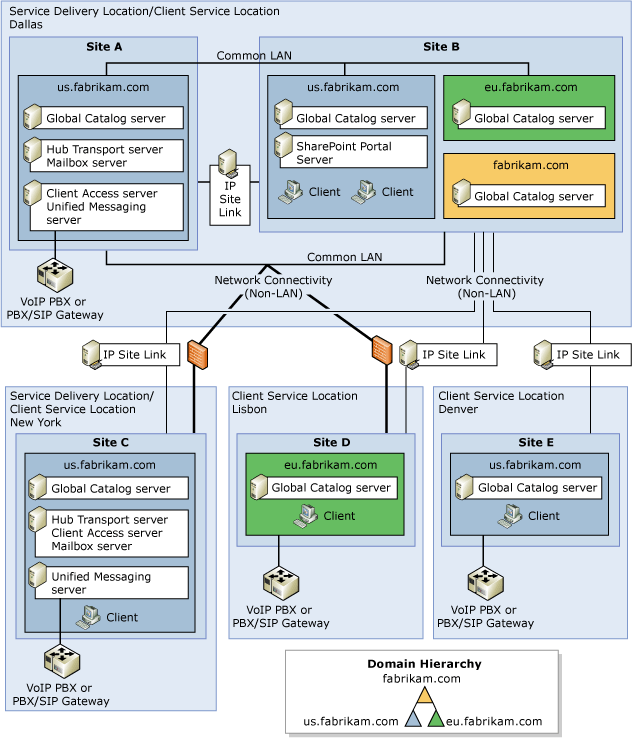 Service Delivery Location/Client Service Location
Dallas
Site A
Site B
Common LAN
us.fabrikam.com
Global Catalog server
Hub Transport server
Mailbox server
Client Access server
Unified Messaging
server
VoIP PBX or
PBX/SIP Gateway
IP
Site
Link
us.fabrikam.com
Global Catalog server
SharePoint Portal
Server
Client
Client
eu.fabrikam.com
Global Catalog server
fabrikam.com
Global Catalog server
Common LAN
Network Connectivity
(Non-LAN)
Network Connectivity
(Non-LAN)
IP Site Link
IP Site Link
IP Site Link
Service Delivery Location/
Client Service Location
New York
Site C
us.fabrikam.com
Global Catalog server
Hub Transport server
Client Access server
Mailbox server
Unified Messaging
server
Client
VoIP PBX or
PBX/SIP Gateway
Client Service Location
Lisbon
Site D
eu.fabrikam.com
Global Catalog server
Client
VoIP PBX or
PBX/SIP Gateway
Client Service Location
Denver
Site E
us.fabrikam.com
Global Catalog server
Client
VoIP PBX or
PBX/SIP Gateway
Domain Hierarchy
fabrikam.com
us.fabrikam.com
eu.fabrikam.com